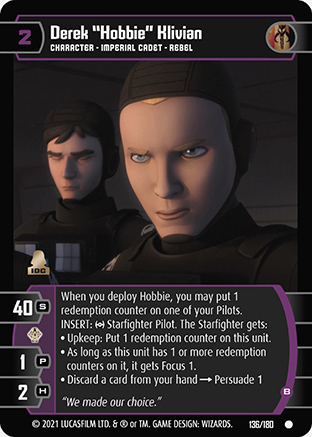 2
Derek "Hobbie" Klivian
CHARACTER - IMPERIAL CADET - REBEL
IDC
40 S
1 P
2 H
When you deploy Hobbie, you may put 1
redemption counter on one of your Pilots.
INSERT: Starfighter Pilot. The Starfighter gets:
• Upkeep: Put 1 redemption counter on this unit.
• As long as this unit has 1 or more redemption
counters on it, it gets Focus 1.
• Discard a card from your hand → Persuade 1
"We made our choice."
B
© 2021 LUCASFILM LTD. & ® or TM. GAME DESIGN: WIZARDS.
136/180